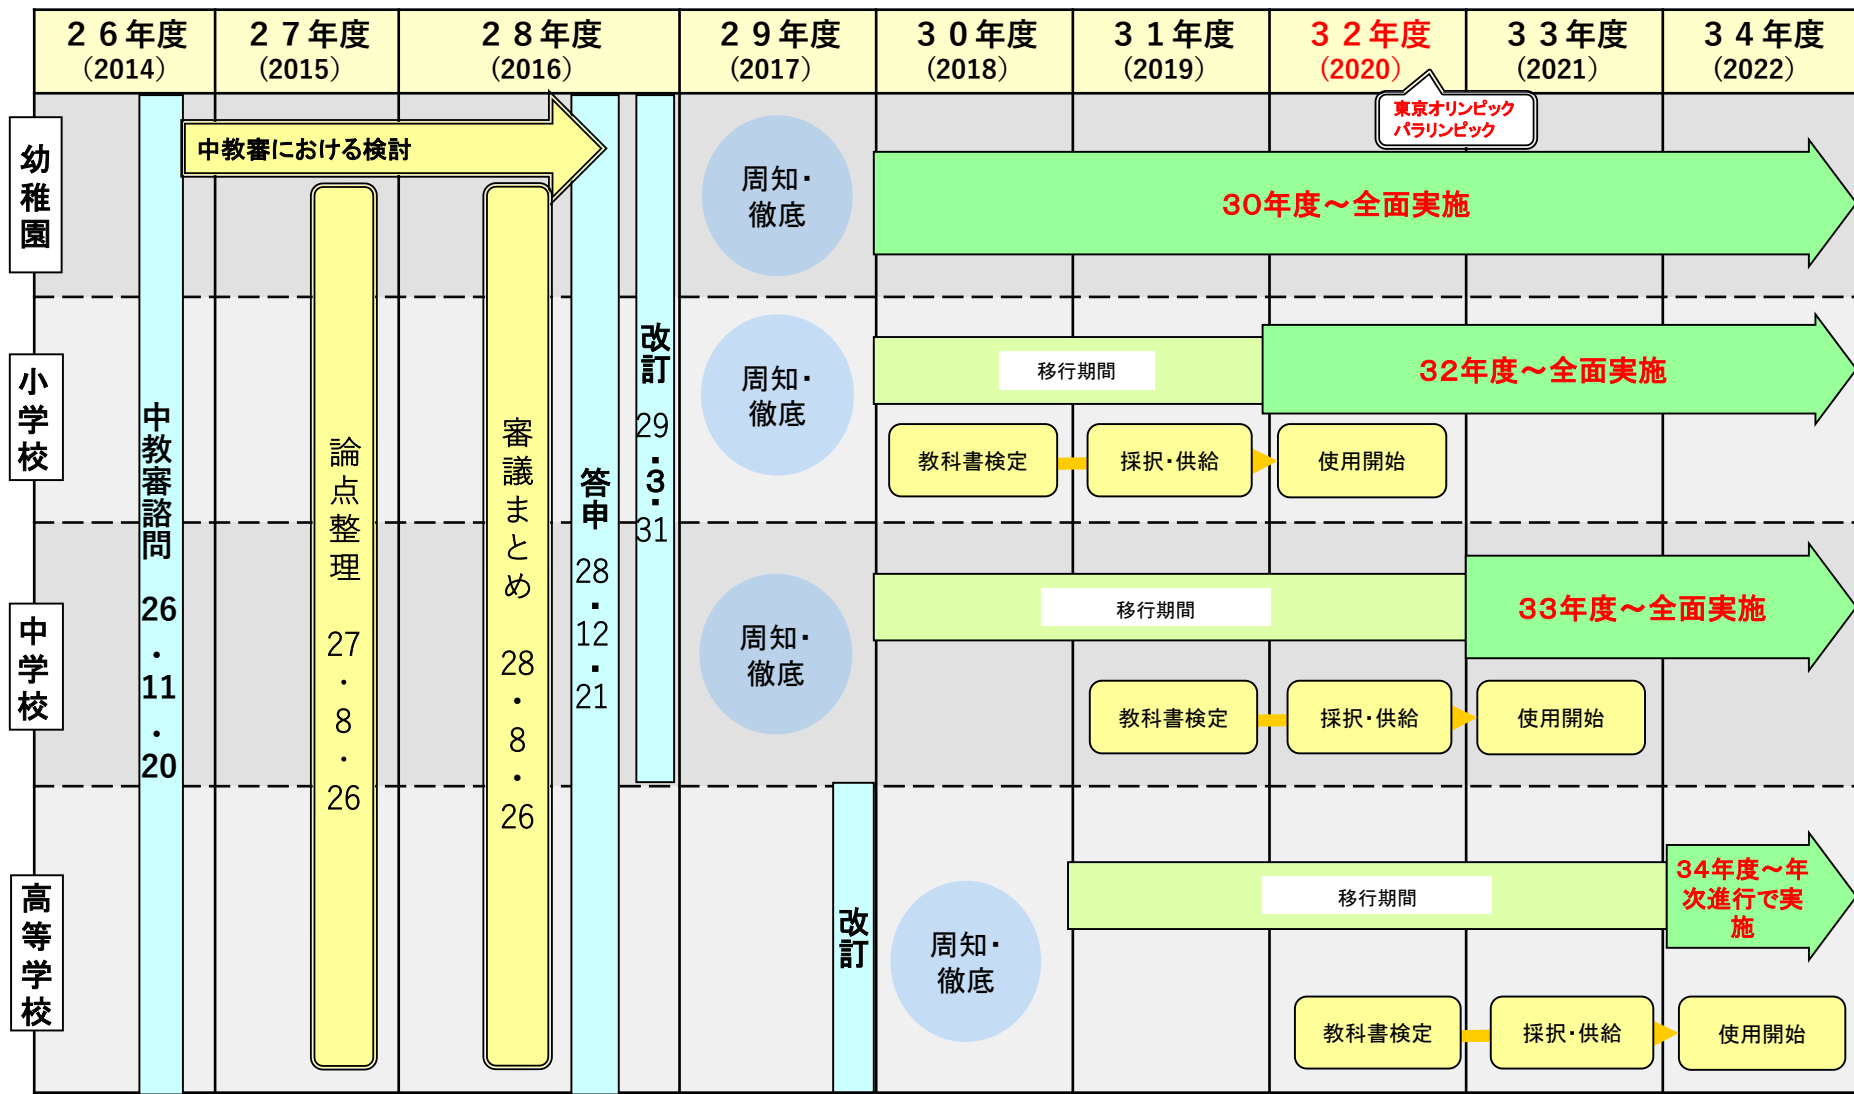 ２６年度
（2014）
２７年度
（2015）
２８年度
（2016）
２９年度
（2017）
３０年度
（2018）
３１年度
（2019）
３２年度
（2020）
３３年度
（2021）
３４年度
（2022）
東京オリンピック
パラリンピック
幼稚園
中教審における検討
周知・
徹底
30年度～全面実施
小学校
周知・
徹底
移行期間
32年度～全面実施
教科書検定
採択・供給
使用開始
中学校
周知・
徹底
移行期間
33年度～全面実施
教科書検定
採択・供給
使用開始
高等学校
周知・
徹底
移行期間
34年度～年
次進行で実
施
教科書検定
採択・供給
使用開始
中教審諮問 26・11・20
論点整理 27・8・26
審議まとめ 28・8・26
答申 28・12・21
改訂 29・3・31
改訂